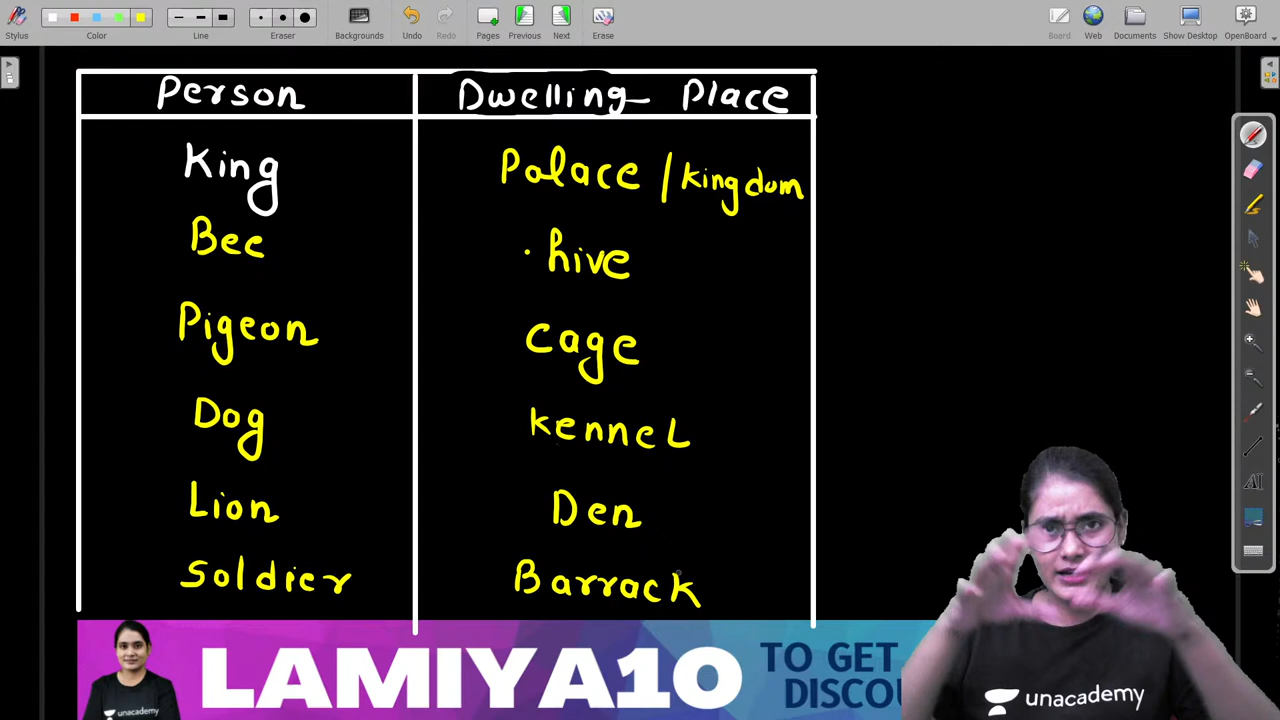 Stylus Color Line Eraser Backgrounds Undo Redo Pages Previous Next Erase Board Web Documents Show Desktop OpenBoard
Person Dwelling Place
King Palace / kingdom
Bee hive
Pigeon Cage
Dog kennel
Lion Den
Soldier Barrack
AI
LAMIYA10
TO GET
DISCOU
unacademy
unacademy